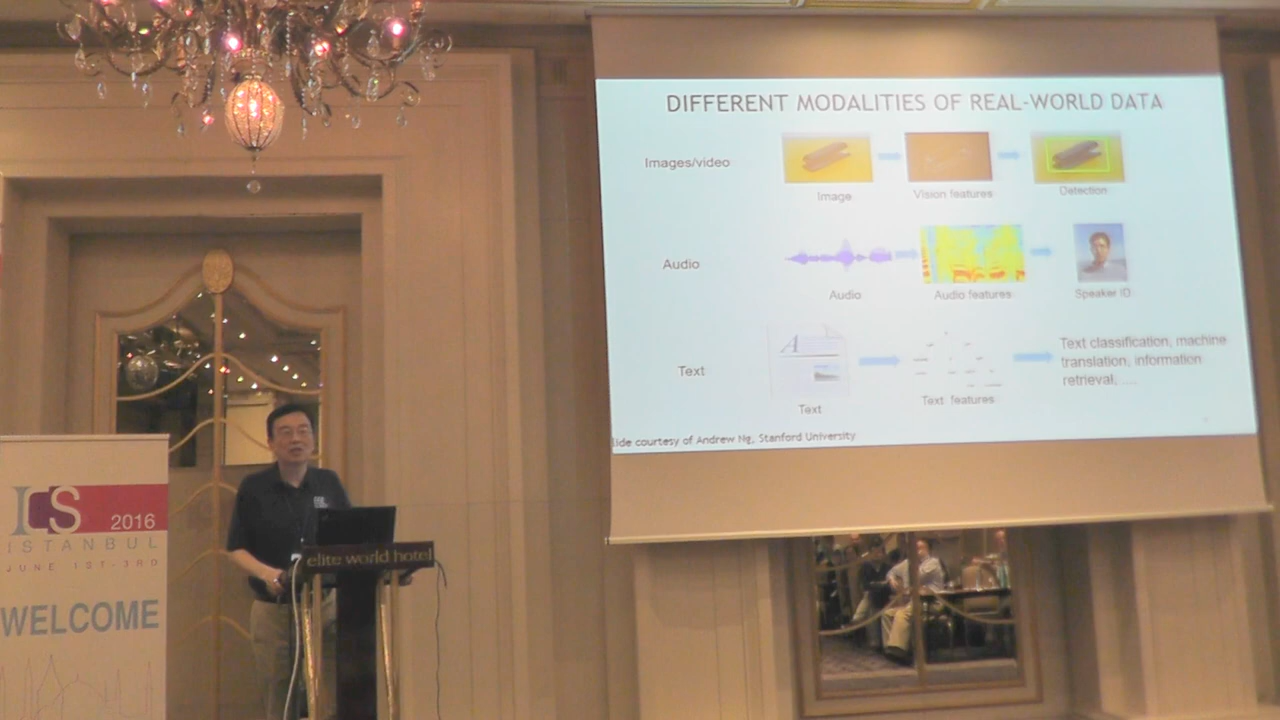 DIFFERENT MODALITIES OF REAL-WORLD DATA
Images/video
Image
Vision features
Detection
Audio
Audio
Audio features
Speaker ID
Text
Text
Text features
Text classification, machine
translation, information
retrieval, ....
lide courtesy of Andrew Ng, Stanford University
ICS
2016
ISTANBUL
JUNE 1ST-3RD
WELCOME
elite world hotel